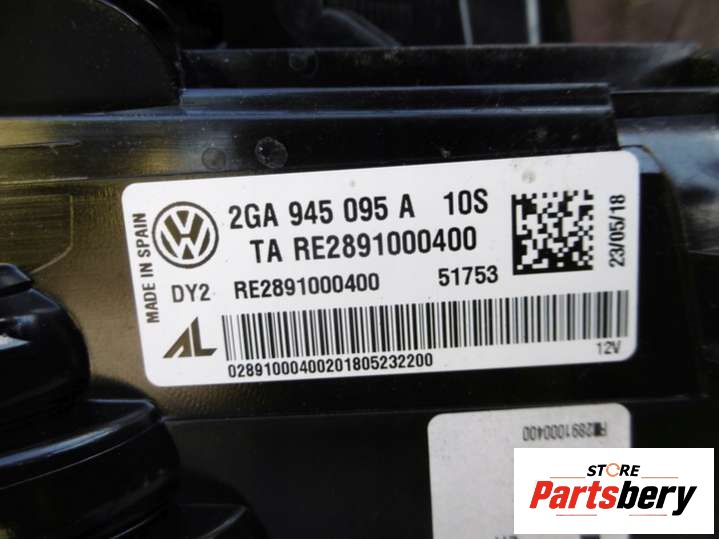 MADE IN SPAIN
2GA 945 095 A 10S
TA RE2891000400
DY2 RE2891000400 51753
23/05/18
AL
02891000400201805232200
12V
RE2891000400
STORE
Partsbery